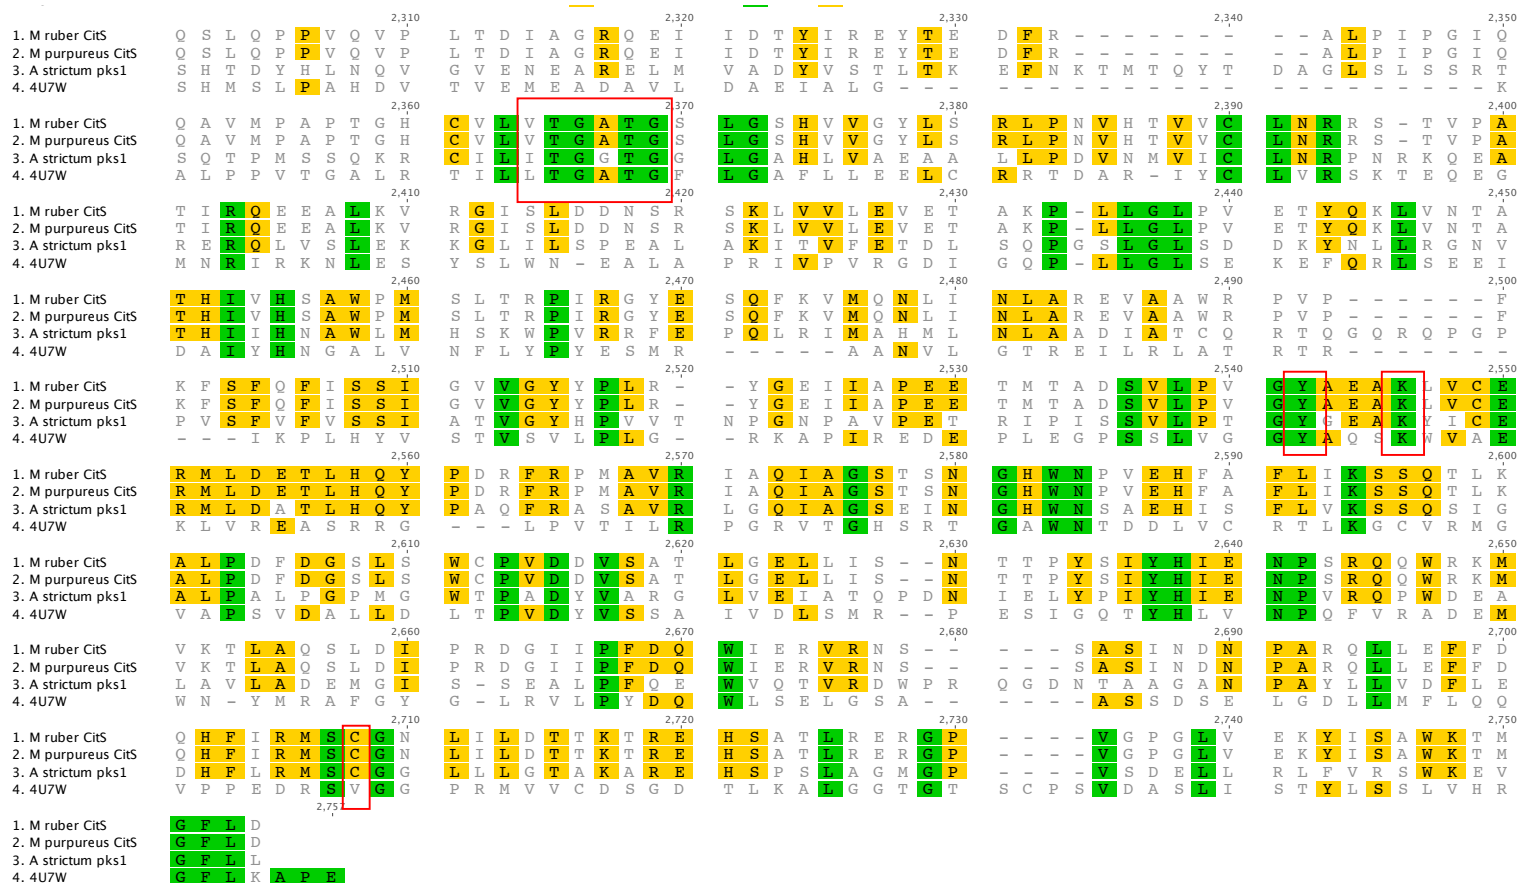 2,310 2,320 2,330 2,340 2,350
1. M ruber CitS Q S L Q P P V Q V P L T D I A G R Q E I I D T Y I R E Y T E D F R - - - - - - - - - A L P I P G I Q
2. M purpureus CitS Q S L Q P P V Q V P L T D I A G R Q E I I D T Y I R E Y T E D F R - - - - - - - - - A L P I P G I Q
3. A strictum pks1 S H T D Y H L N Q V G V E N E A R E L M V A D Y V S T L T K E F N K T M T Q Y T D A G L S L S S R T
4. 4U7W S H M S L P A H D V T V E M E A D A V L D A E I A L G - - - - - - - - - - - - - - - - - - - - - - K
2,360 2,370 2,380 2,390 2,400
1. M ruber CitS Q A V M P A P T G H C V L V T G A T G S L G S H V V G Y L S R L P N V H T V V C L N R R S - T V P A
2. M purpureus CitS Q A V M P A P T G H C V L V T G A T G S L G S H V V G Y L S R L P N V H T V V C L N R R S - T V P A
3. A strictum pks1 S Q T P M S S Q K R C I L I T G G T G G L G A H L V A E A A L L P D V N M V I C L N R P N R K Q E A
4. 4U7W A L P P V T G A L R T I L L T G A T G F L G A F L L E E L C R R T D A R - I Y C L V R S K T E Q E G
2,410 2,420 2,430 2,440 2,450
1. M ruber CitS T I R Q E E A L K V R G I S L D D N S R S K L V V L E V E T A K P - L L G L P V E T Y Q K L V N T A
2. M purpureus CitS T I R Q E E A L K V R G I S L D D N S R S K L V V L E V E T A K P - L L G L P V E T Y Q K L V N T A
3. A strictum pks1 R E R Q L V S L E K K G L I L S P E A L A K I T V F E T D L S Q P G S L G L S D D K Y N L L R G N V
4. 4U7W M N R I R K N L E S Y S L W N - E A L A P R I V P V R G D I G Q P - L L G L S E K E F Q R L S E E I
2,460 2,470 2,480 2,490 2,500
1. M ruber CitS T H I V H S A W P M S L T R P I R G Y E S Q F K V M Q N L I N L A R E V A A W R P V P - - - - - - F
2. M purpureus CitS T H I V H S A W P M S L T R P I R G Y E S Q F K V M Q N L I N L A R E V A A W R P V P - - - - - - F
3. A strictum pks1 T H I I H N A W L M H S K W P V R R F E P Q L R I M A H M L N L A A D I A T C Q R T Q G Q R Q P G P
4. 4U7W D A I Y H N G A L V N F L Y P Y E S M R - - - - - A A N V L G T R E I L R L A T R T R - - - - - - -
2,510 2,520 2,530 2,540 2,550
1. M ruber CitS K F S F Q F I S S I G V V G Y Y P L R - - Y G E I I A P E E T M T A D S V L P V G Y A E A K L V C E
2. M purpureus CitS K F S F Q F I S S I G V V G Y Y P L R - - Y G E I I A P E E T M T A D S V L P V G Y A E A K L V C E
3. A strictum pks1 P V S F V F V S S I A T V G Y H P V V T N P G N P A V P E T R I P I S S V L P T G Y G E A K Y I C E
4. 4U7W - - - I K P L H Y V S T V S V L P L G - - R K A P I R E D E P L E G P S S L V G G Y A Q S K W V A E
2,560 2,570 2,580 2,590 2,600
1. M ruber CitS R M L D E T L H Q Y P D R F R P M A V R I A Q I A G S T S N G H W N P V E H F A F L I K S S Q T L K
2. M purpureus CitS R M L D E T L H Q Y P D R F R P M A V R I A Q I A G S T S N G H W N P V E H F A F L I K S S Q T L K
3. A strictum pks1 R M L D A T L H Q Y P A Q F R A S A V R L G Q I A G S E I N G H W N S A E H I S F L V K S S Q S I G
4. 4U7W K L V R E A S R R G - - - L P V T I L R P G R V T G H S R T G A W N T D D L V C R T L K G C V R M G
2,610 2,620 2,630 2,640 2,650
1. M ruber CitS A L P D F D G S L S W C P V D D V S A T L G E L L I S - - N T T P Y S I Y H I E N P S R Q Q W R K M
2. M purpureus CitS A L P D F D G S L S W C P V D D V S A T L G E L L I S - - N T T P Y S I Y H I E N P S R Q Q W R K M
3. A strictum pks1 A L P A L P G P M G W T P A D Y V A R G L V E I A T Q P D N I E L Y P I Y H I E N P V R Q P W D E A
4. 4U7W V A P S V D A L L D L T P V D Y V S S A I V D L S M R - - P E S I G Q T Y H L V N P Q F V R A D E M
2,660 2,670 2,680 2,690 2,700
1. M ruber CitS V K T L A Q S L D I P R D G I I P F D Q W I E R V R N S - - - - - - A S I N D N P A R Q L L E F F D
2. M purpureus CitS V K T L A Q S L D I P R D G I I P F D Q W I E R V R N S - - - - - - A S I N D N P A R Q L L E F F D
3. A strictum pks1 L A V L A D E M G I S - S E A L P F Q E W V Q T V R D W P R Q G D N T A A G A N P A Y L L V D F L E
4. 4U7W W N - Y M R A F G Y G - L R V L P Y D Q W L S E L G S A - - - - - - A S S D S E L G D L L M F L Q Q
2,710 2,720 2,730 2,740 2,750
1. M ruber CitS Q H F I R M S C G N L I L D T T K T R E H S A T L R E R G P - - - - V G P G L V E K Y I S A W K T M
2. M purpureus CitS Q H F I R M S C G N L I L D T T K T R E H S A T L R E R G P - - - - V G P G L V E K Y I S A W K T M
3. A strictum pks1 D H F L R M S C G G L L L G T A K A R E H S P S L A G M G P - - - - V S D E L L R L F V R S W K E V
4. 4U7W V P P E D R S V G G P R M V V C D S G D T L K A L G G T G T S C P S V D A S L I S T Y L S S L V H R
2,757
1. M ruber CitS G F L D
2. M purpureus CitS G F L D
3. A strictum pks1 G F L L
4. 4U7W G F L K A P E